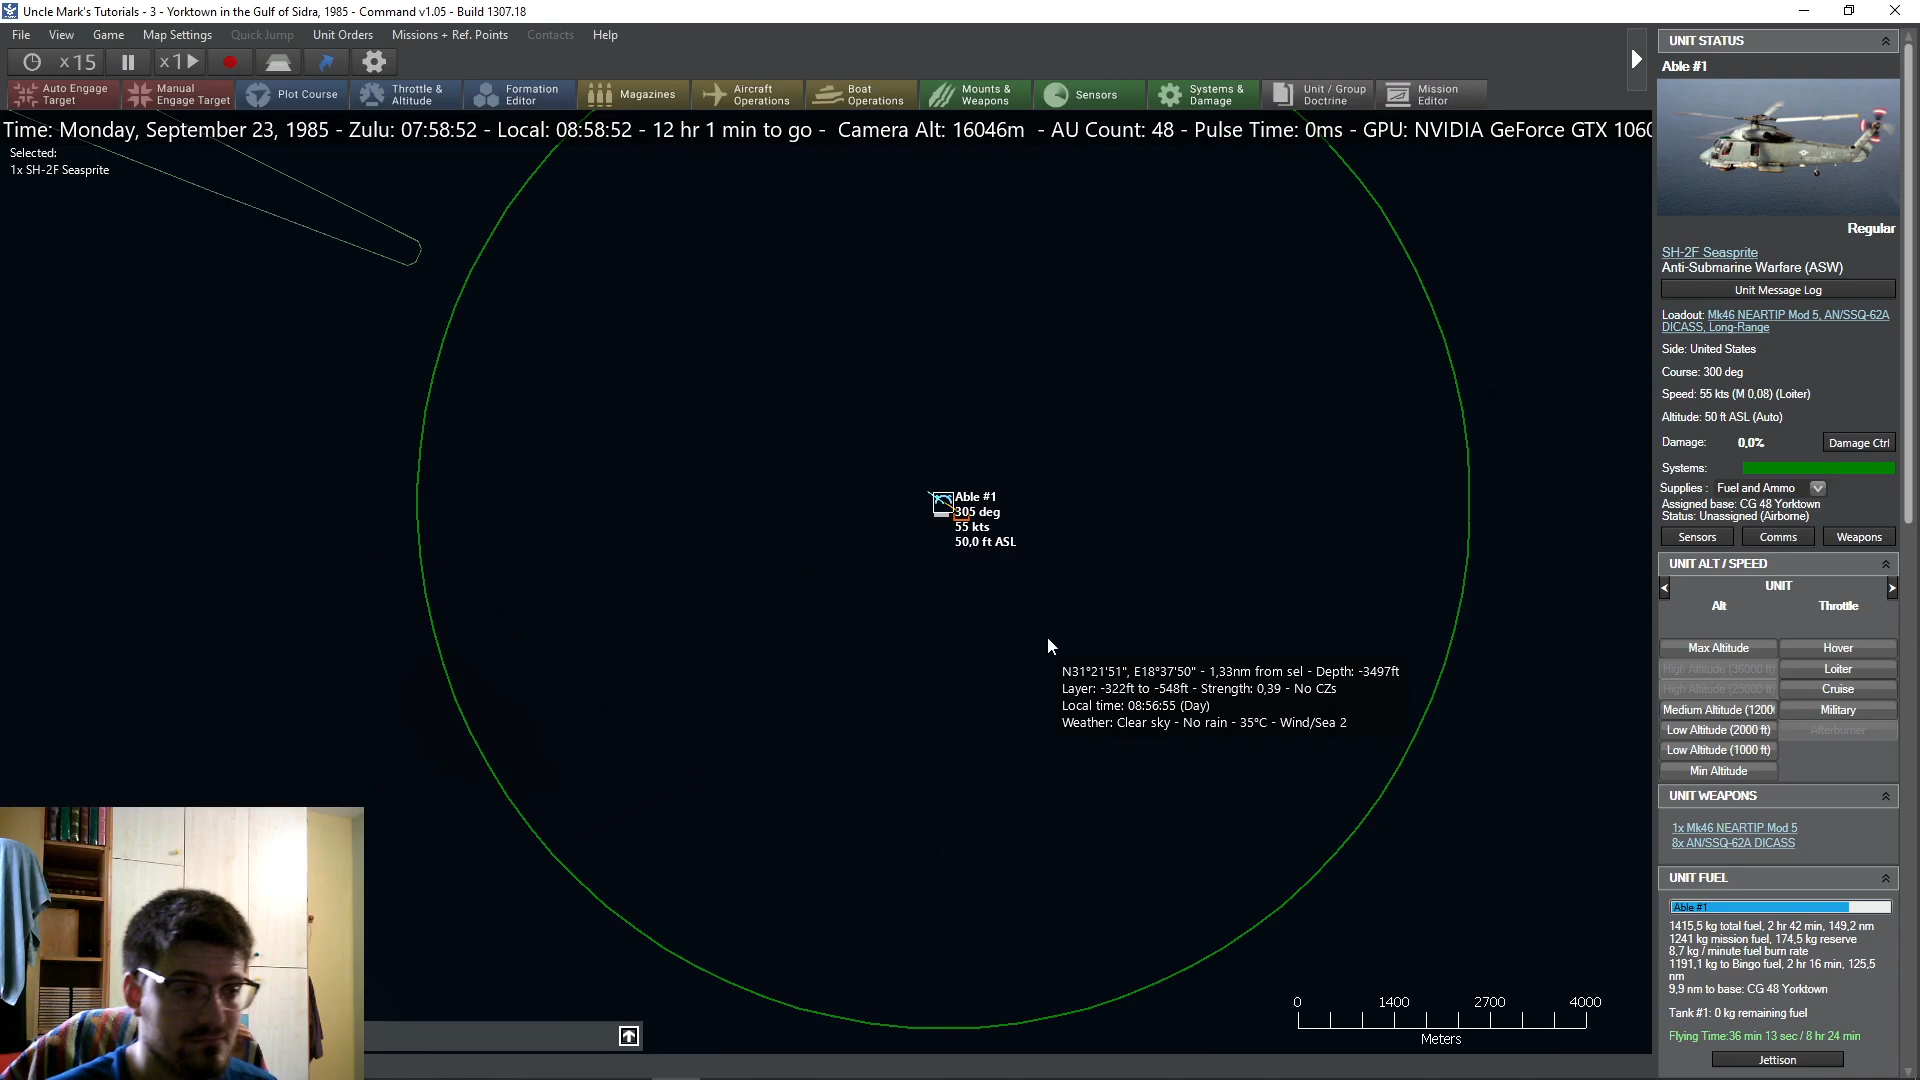 Uncle Mark's Tutorials - 3 - Yorktown in the Gulf of Sidra, 1985 - Command v1.05 - Build 1307.18
File View Game Map Settings Quick Jump Unit Orders Missions + Ref. Points Contacts Help
x15 x1
Auto Engage Target
Manual Engage Target
Plot Course
Throttle & Altitude
Formation Editor
Magazines
Aircraft Operations
Boat Operations
Mounts & Weapons
Sensors
Systems & Damage
Unit / Group Doctrine
Mission Editor
Time: Monday, September 23, 1985 - Zulu: 07:58:52 - Local: 08:58:52 - 12 hr 1 min to go - Camera Alt: 16046m - AU Count: 48 - Pulse Time: 0ms - GPU: NVIDIA GeForce GTX 1060
Selected:
1x SH-2F Seasprite
Able #1
305 deg
55 kts
50,0 ft ASL
N31°21'51", E18°37'50" - 1,33nm from sel - Depth: -3497ft
Layer: -322ft to -548ft - Strength: 0,39 - No CZs
Local time: 08:56:55 (Day)
Weather: Clear sky - No rain - 35°C - Wind/Sea 2
0 1400 2700 4000
Meters
UNIT STATUS
Able #1
Regular
SH-2F Seasprite
Anti-Submarine Warfare (ASW)
Unit Message Log
Loadout: Mk46 NEARTIP Mod 5, AN/SSQ-62A
DICASS, Long-Range
Side: United States
Course: 300 deg
Speed: 55 kts (M 0,08) (Loiter)
Altitude: 50 ft ASL (Auto)
Damage: 0,0% Damage Ctrl
Systems:
Supplies : Fuel and Ammo
Assigned base: CG 48 Yorktown
Status: Unassigned (Airborne)
Sensors Comms Weapons
UNIT ALT / SPEED
< UNIT >
Alt Throttle
Max Altitude Hover
High Altitude (36000 ft) Loiter
High Altitude (25000 ft) Cruise
Medium Altitude (1200 Military
Low Altitude (2000 ft) Afterburner
Low Altitude (1000 ft)
Min Altitude
UNIT WEAPONS
1x Mk46 NEARTIP Mod 5
8x AN/SSQ-62A DICASS
UNIT FUEL
Able #1
1415,5 kg total fuel, 2 hr 42 min, 149,2 nm
1241 kg mission fuel, 174,5 kg reserve
8,7 kg / minute fuel burn rate
1191,1 kg to Bingo fuel, 2 hr 16 min, 125,5
nm
9,9 nm to base: CG 48 Yorktown
Tank #1: 0 kg remaining fuel
Flying Time:36 min 13 sec / 8 hr 24 min
Jettison